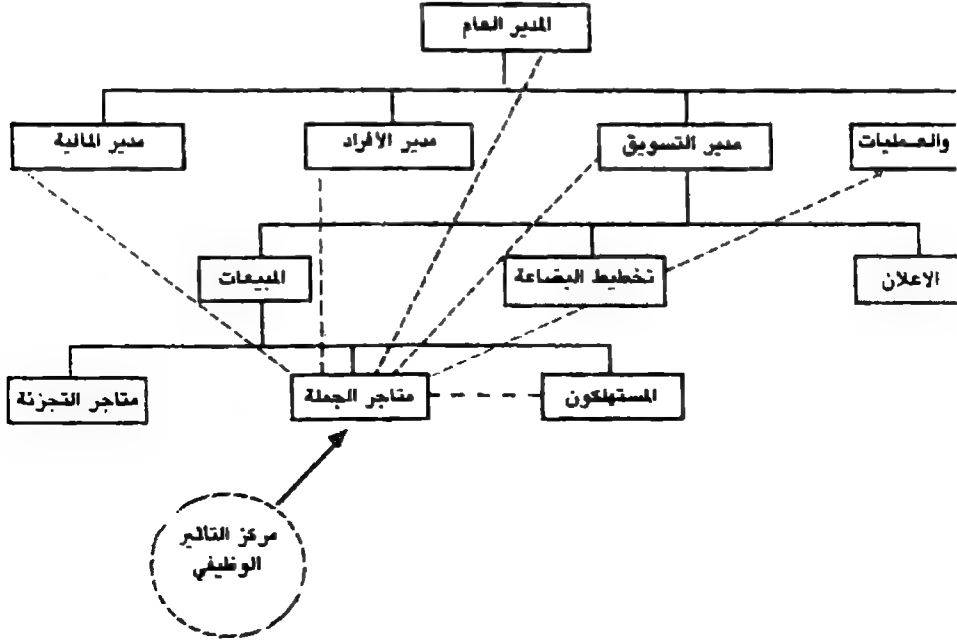 المدير العام
والعمليات
مدير التسويق
مدير الأفراد
مدير المالية
الاعلان
تخطيط البضاعة
المبيعات
المستهلكون
متاجر الجملة
متاجر التجزئة
مركز التأثير
الوظيفي